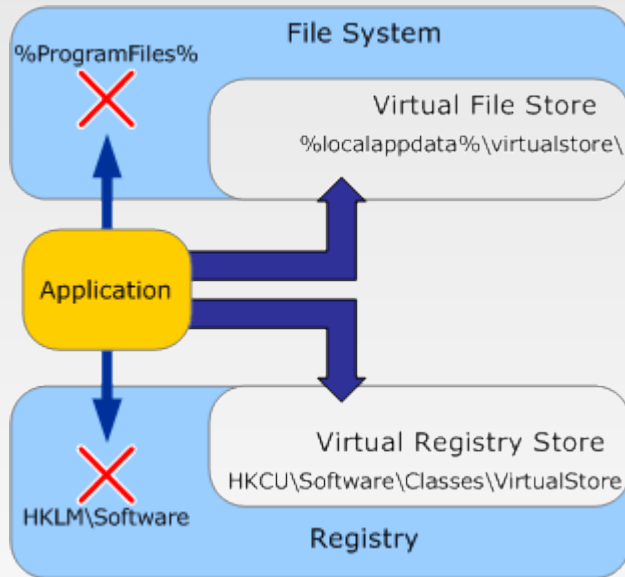 File System
%ProgramFiles%
Virtual File Store
%localappdata%\virtualstore\
Application
Virtual Registry Store
HKCU\Software\Classes\VirtualStore
HKLM\Software
Registry